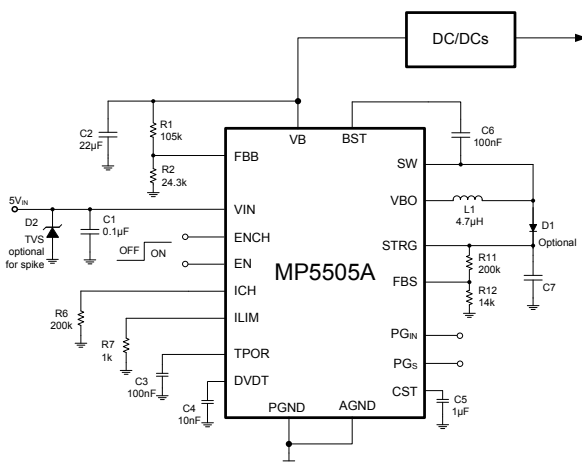 DC/DCs
C2
22µF
R1
105k
R2
24.3k
VB
BST
C6
100nF
FBB
SW
5VIN
D2
TVS
optional
for spike
C1
0.1µF
VIN
VBO
L1
4.7µH
D1
Optional
OFF
ON
ENCH
EN
STRG
R11
200k
C7
MP5505A
FBS
R12
14k
R6
200k
ICH
R7
1k
ILIM
PGIN
PGS
C3
100nF
TPOR
C4
10nF
DVDT
CST
C5
1µF
PGND
AGND